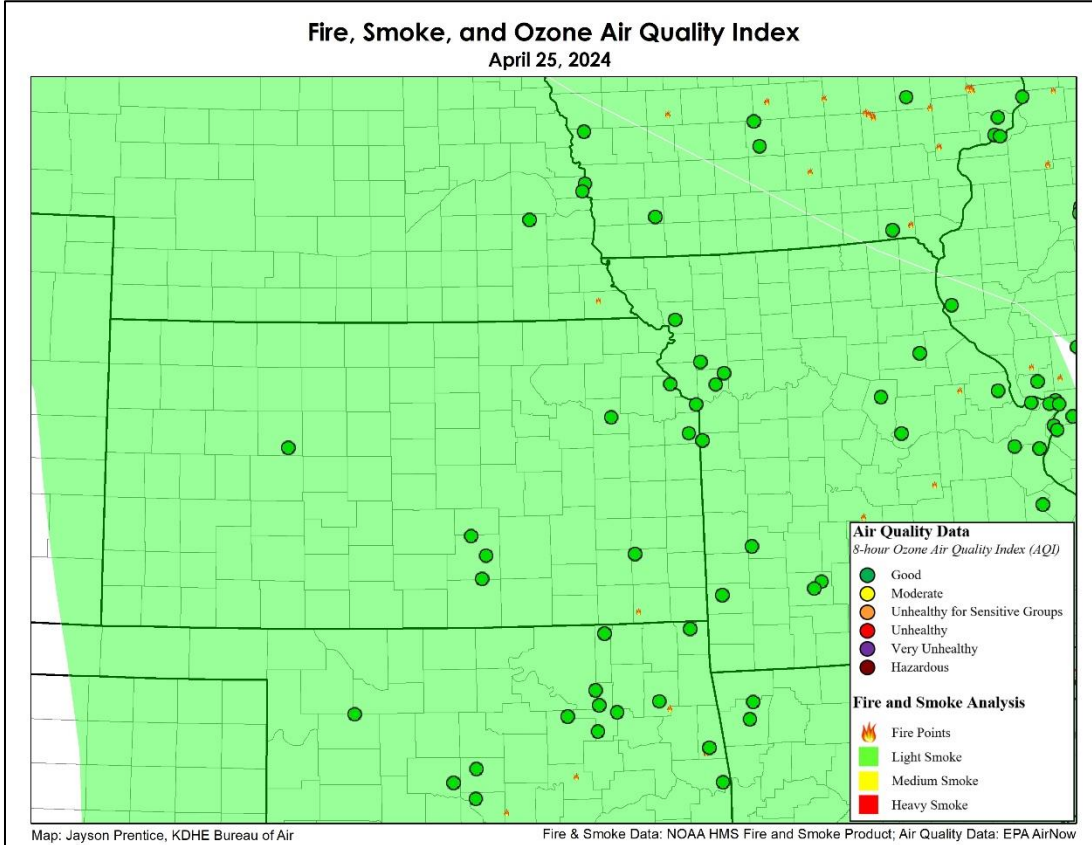 Fire, Smoke, and Ozone Air Quality Index
April 25, 2024
Air Quality Data
8-hour Ozone Air Quality Index (AQI)
Good
Moderate
Unhealthy for Sensitive Groups
Unhealthy
Very Unhealthy
Hazardous
Fire and Smoke Analysis
Fire Points
Light Smoke
Medium Smoke
Heavy Smoke
Map: Jayson Prentice, KDHE Bureau of Air
Fire & Smoke Data: NOAA HMS Fire and Smoke Product; Air Quality Data: EPA AirNow